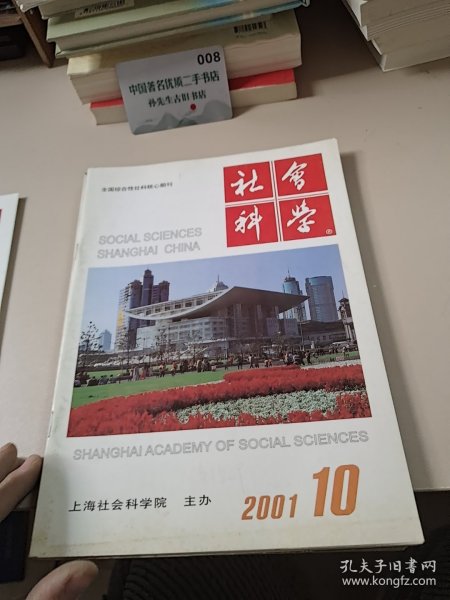 008
中国著名优质二手书店
孙先生古旧书店
全国综合性社科核心期刊
社會
科學
®
SOCIAL SCIENCES
SHANGHAI CHINA
SHANGHAI ACADEMY OF SOCIAL SCIENCES
上海社会科学院 主办
2001 10
孔夫子旧书网
www.kongfz.com